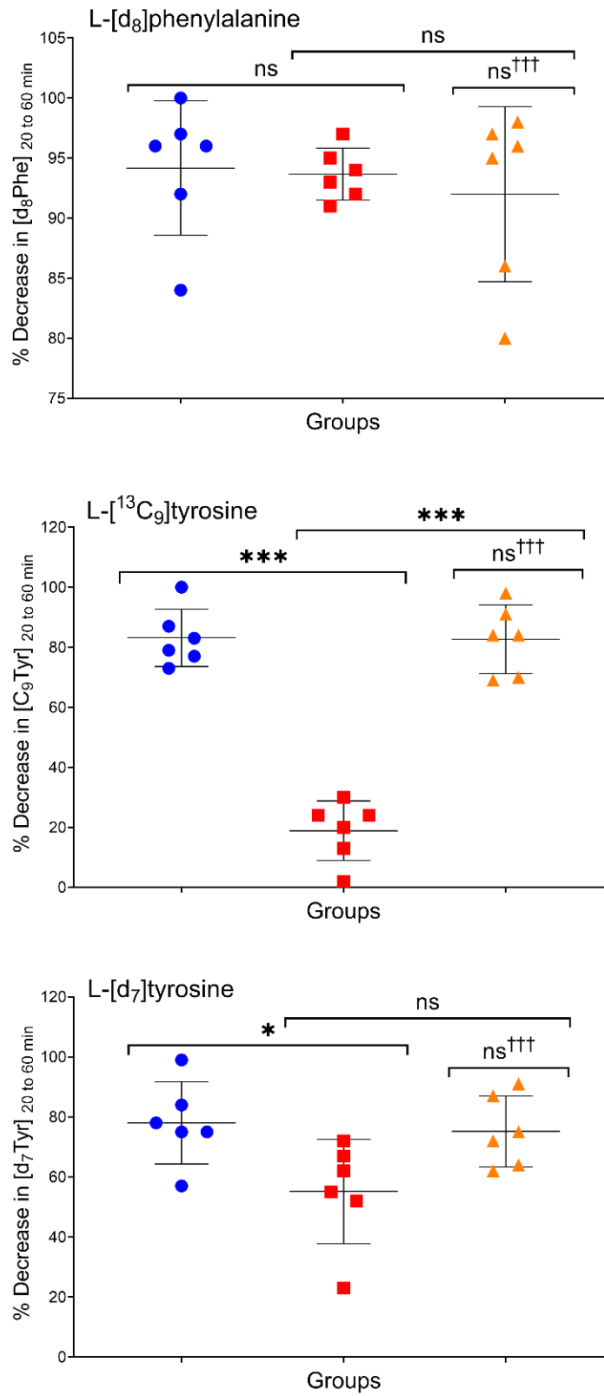 L-[d₈]phenylalanine
ns
ns
ns†††
% Decrease in [d₈Phe] 20 to 60 min
105
100
95
90
85
80
75
Groups
L-[¹³C₉]tyrosine
***
***
ns†††
% Decrease in [C₉Tyr] 20 to 60 min
120
100
80
60
40
20
0
Groups
L-[d₇]tyrosine
ns
*
ns†††
% Decrease in [d₇Tyr] 20 to 60 min
120
100
80
60
40
20
0
Groups